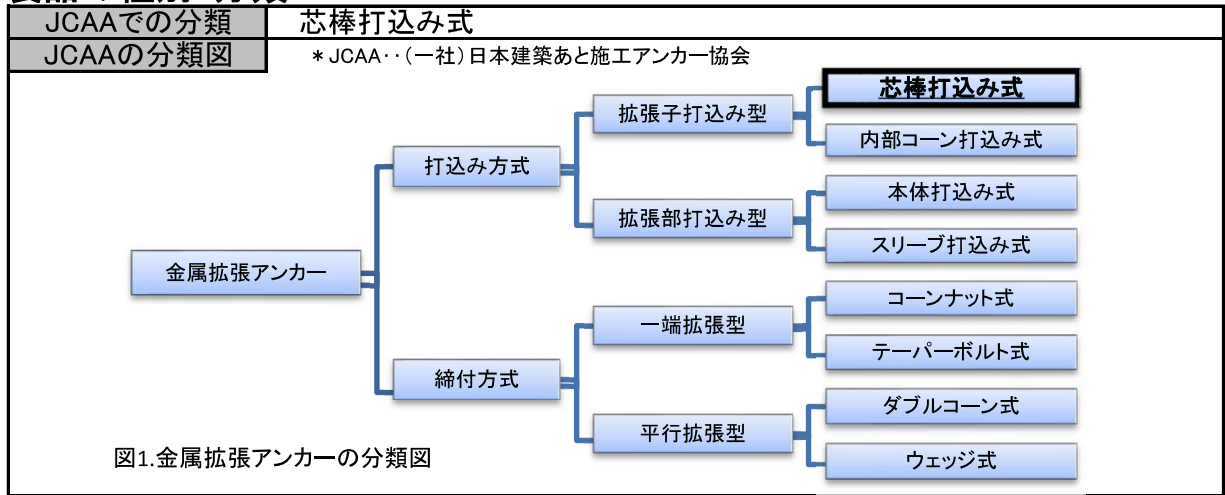 JCAAでの分類 芯棒打込み式
JCAAの分類図 *JCAA‥(一社)日本建築あと施工アンカー協会
芯棒打込み式
拡張子打込み型
内部コーン打込み式
打込み方式
本体打込み式
拡張部打込み型
スリーブ打込み式
金属拡張アンカー
コーンナット式
一端拡張型
テーパーボルト式
締付方式
ダブルコーン式
平行拡張型
ウェッジ式
図1.金属拡張アンカーの分類図